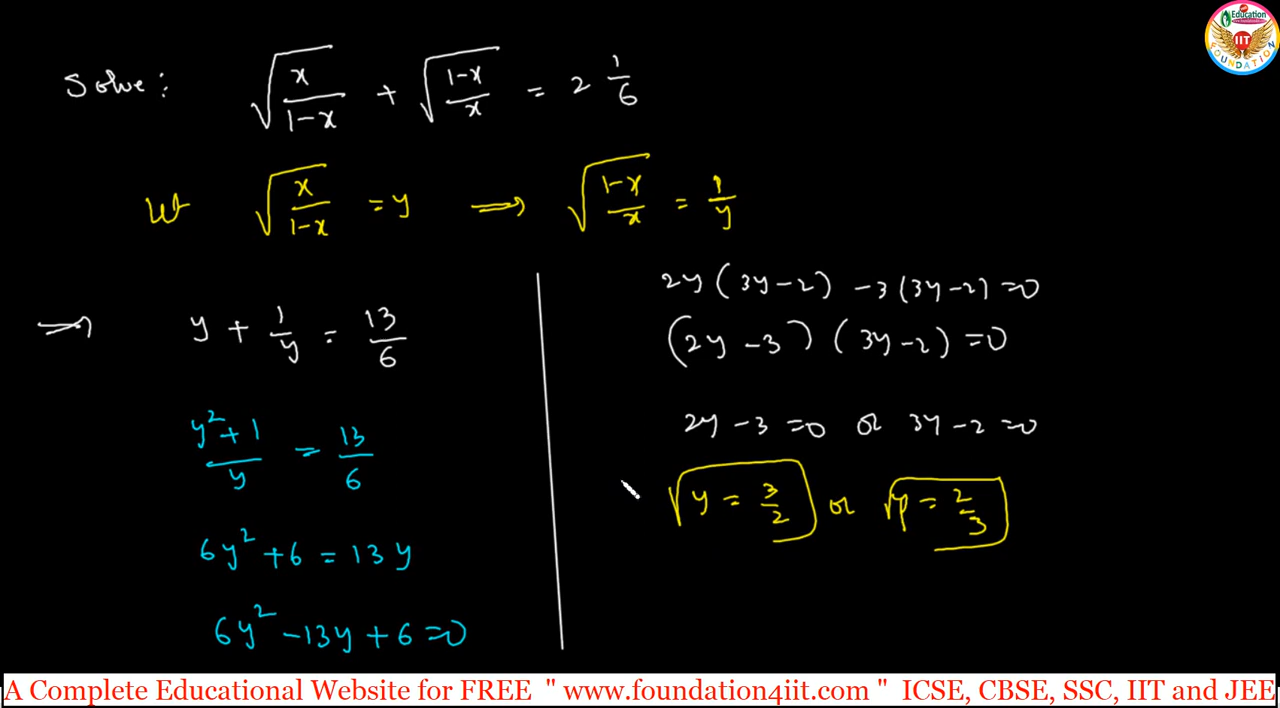 Solve: √(x/(1-x)) + √((1-x)/x) = 2 1/6
Let √(x/(1-x)) = y ⟹ √((1-x)/x) = 1/y
⟹ y + 1/y = 13/6
(y²+1)/y = 13/6
6y² + 6 = 13y
6y² - 13y + 6 = 0
2y(3y-2) -3(3y-2) = 0
(2y-3)(3y-2) = 0
2y-3 = 0 or 3y-2 = 0
y = 3/2 or y = 2/3
Education
IIT
FOUNDATION
A Complete Educational Website for FREE " www.foundation4iit.com " ICSE, CBSE, SSC, IIT and JEE